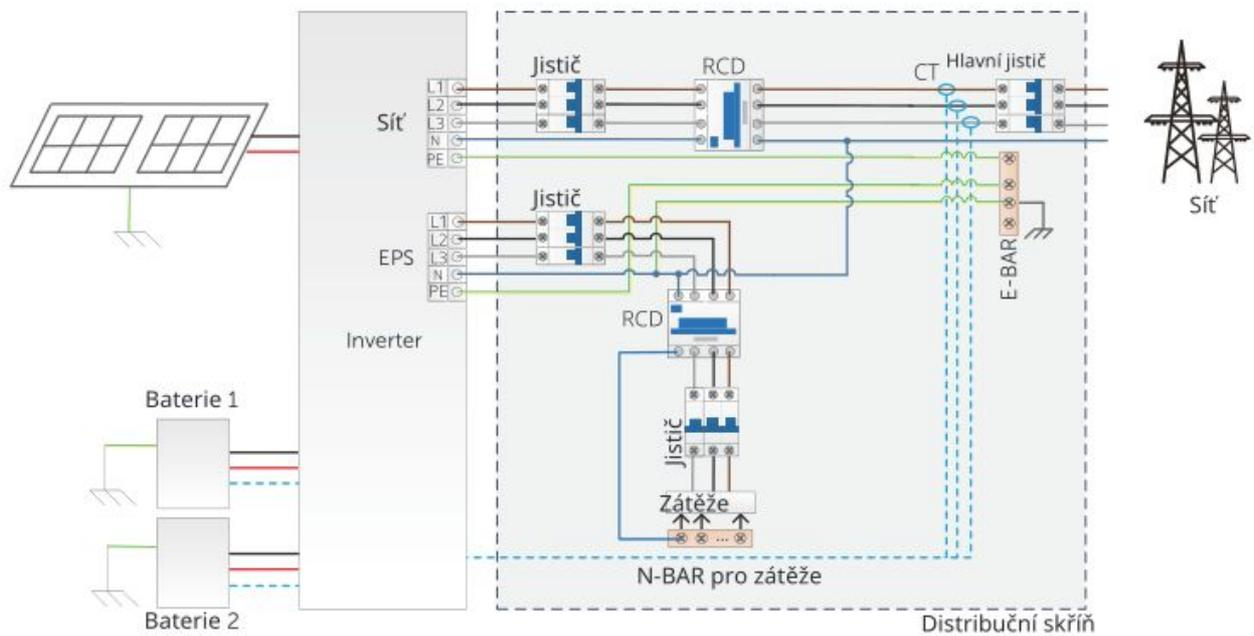 Jistič
RCD
CT
Hlavní jistič
Síť
L1
L2
L3
N
PE
Síť
Jistič
EPS
L1
L2
L3
N
PE
E-BAR
RCD
Inverter
Baterie 1
Jistič
Zátěže
...
N-BAR pro zátěže
Baterie 2
Distribuční skříň